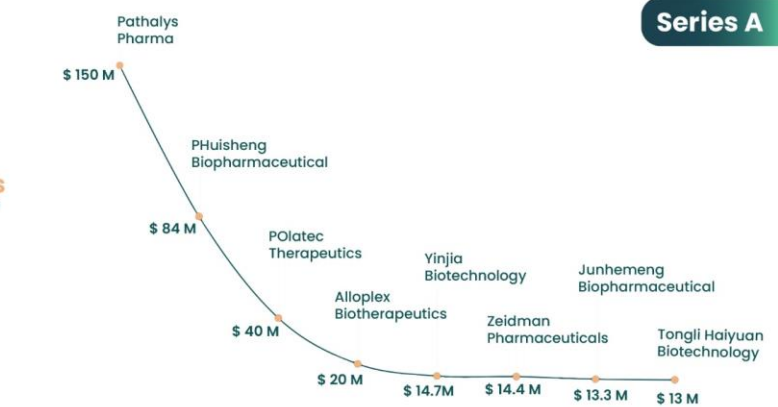 Series A
Pathalys
Pharma
$ 150 M
PHuisheng
Biopharmaceutical
$ 84 M
POlatec
Therapeutics
$ 40 M
Alloplex
Biotherapeutics
$ 20 M
Yinjia
Biotechnology
$ 14.7M
Zeidman
Pharmaceuticals
$ 14.4 M
Junhemeng
Biopharmaceutical
$ 13.3 M
Tongli Haiyuan
Biotechnology
$ 13 M